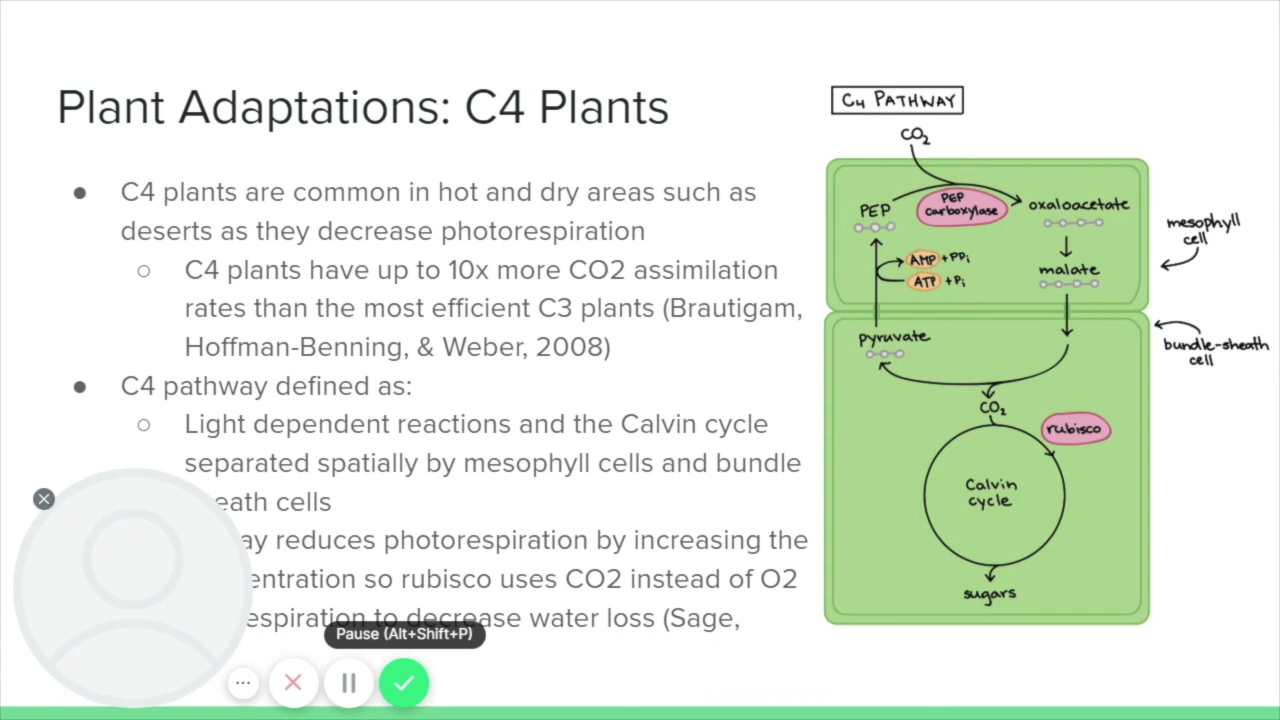 Plant Adaptations: C4 Plants
● C4 plants are common in hot and dry areas such as
deserts as they decrease photorespiration
○ C4 plants have up to 10x more CO2 assimilation
rates than the most efficient C3 plants (Brautigam,
Hoffman-Benning, & Weber, 2008)
● C4 pathway defined as:
○ Light dependent reactions and the Calvin cycle
separated spatially by mesophyll cells and bundle
eath cells
ay reduces photorespiration by increasing the
entration so rubisco uses CO2 instead of O2
espiration to decrease water loss (Sage,
Pause (Alt+Shift+P)
C4 PATHWAY
CO2
PEP
PEP
carboxylase
oxaloacetate
AMP +PPi
ATP +Pi
malate
mesophyll
cell
pyruvate
bundle-sheath
cell
CO2
rubisco
Calvin
cycle
sugars